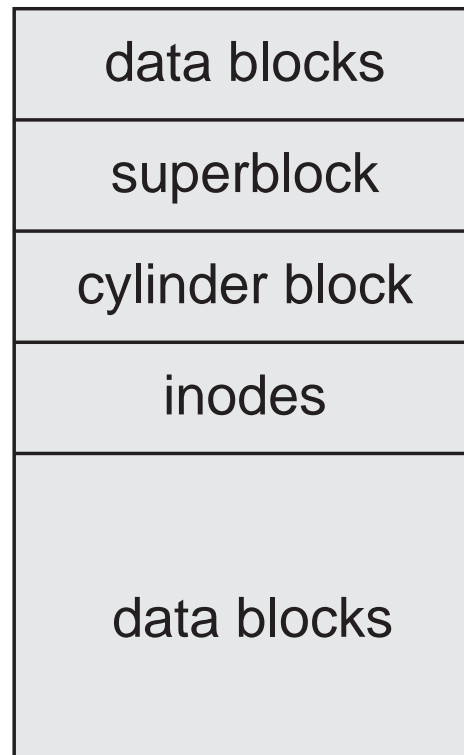 data blocks
superblock
cylinder block
inodes
data blocks